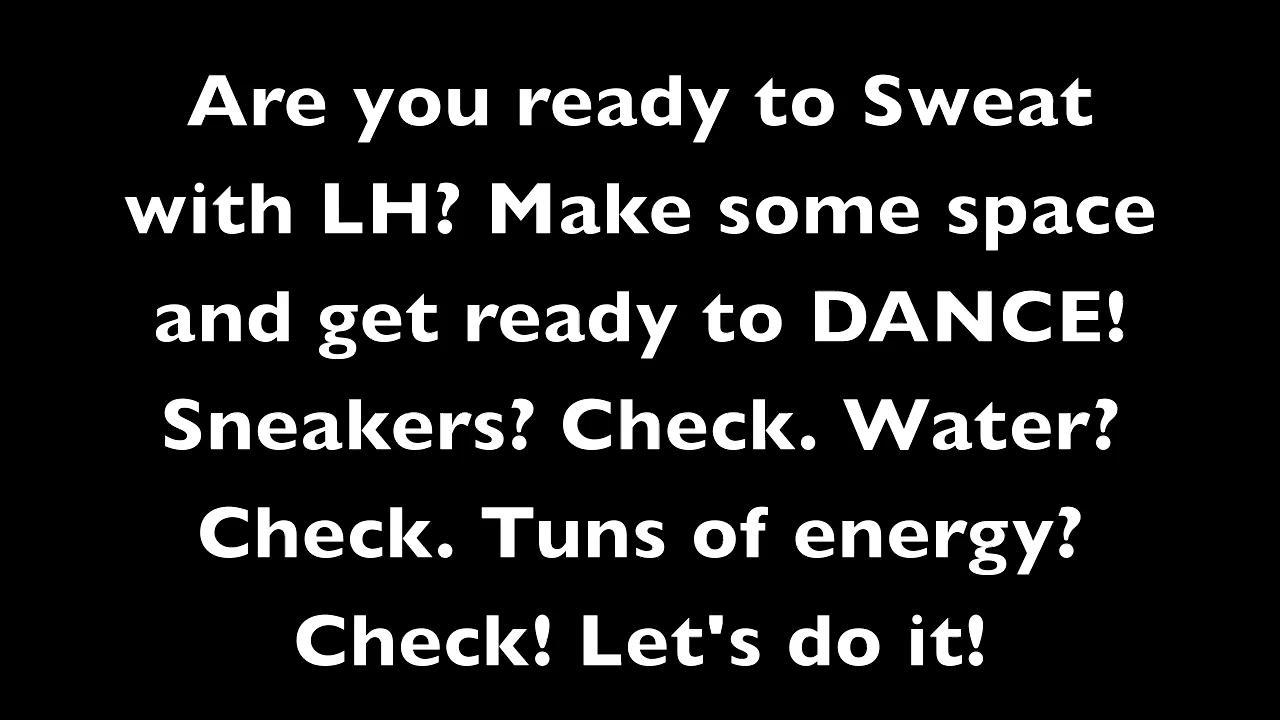 Are you ready to Sweat
with LH? Make some space
and get ready to DANCE!
Sneakers? Check. Water?
Check. Tuns of energy?
Check! Let's do it!